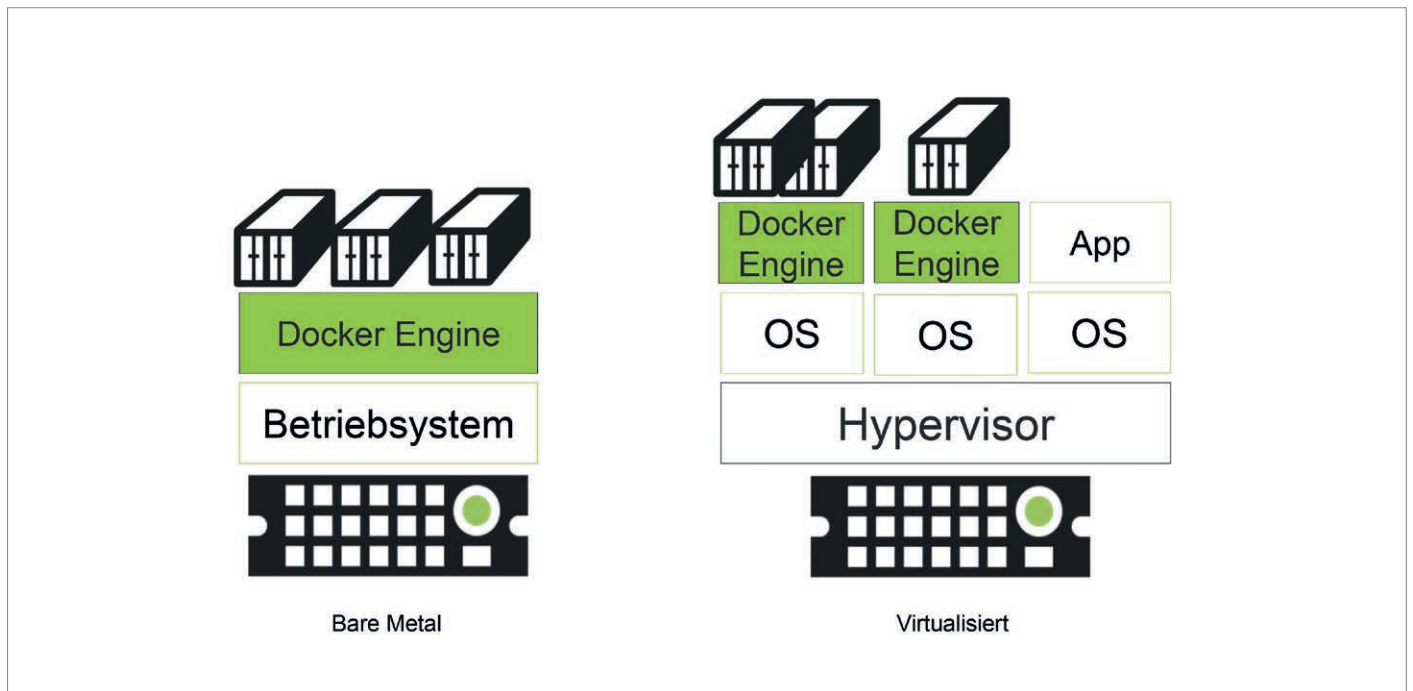 Docker Engine
Betriebsystem
Bare Metal
Docker
Engine
Docker
Engine
App
OS
OS
OS
Hypervisor
Virtualisiert